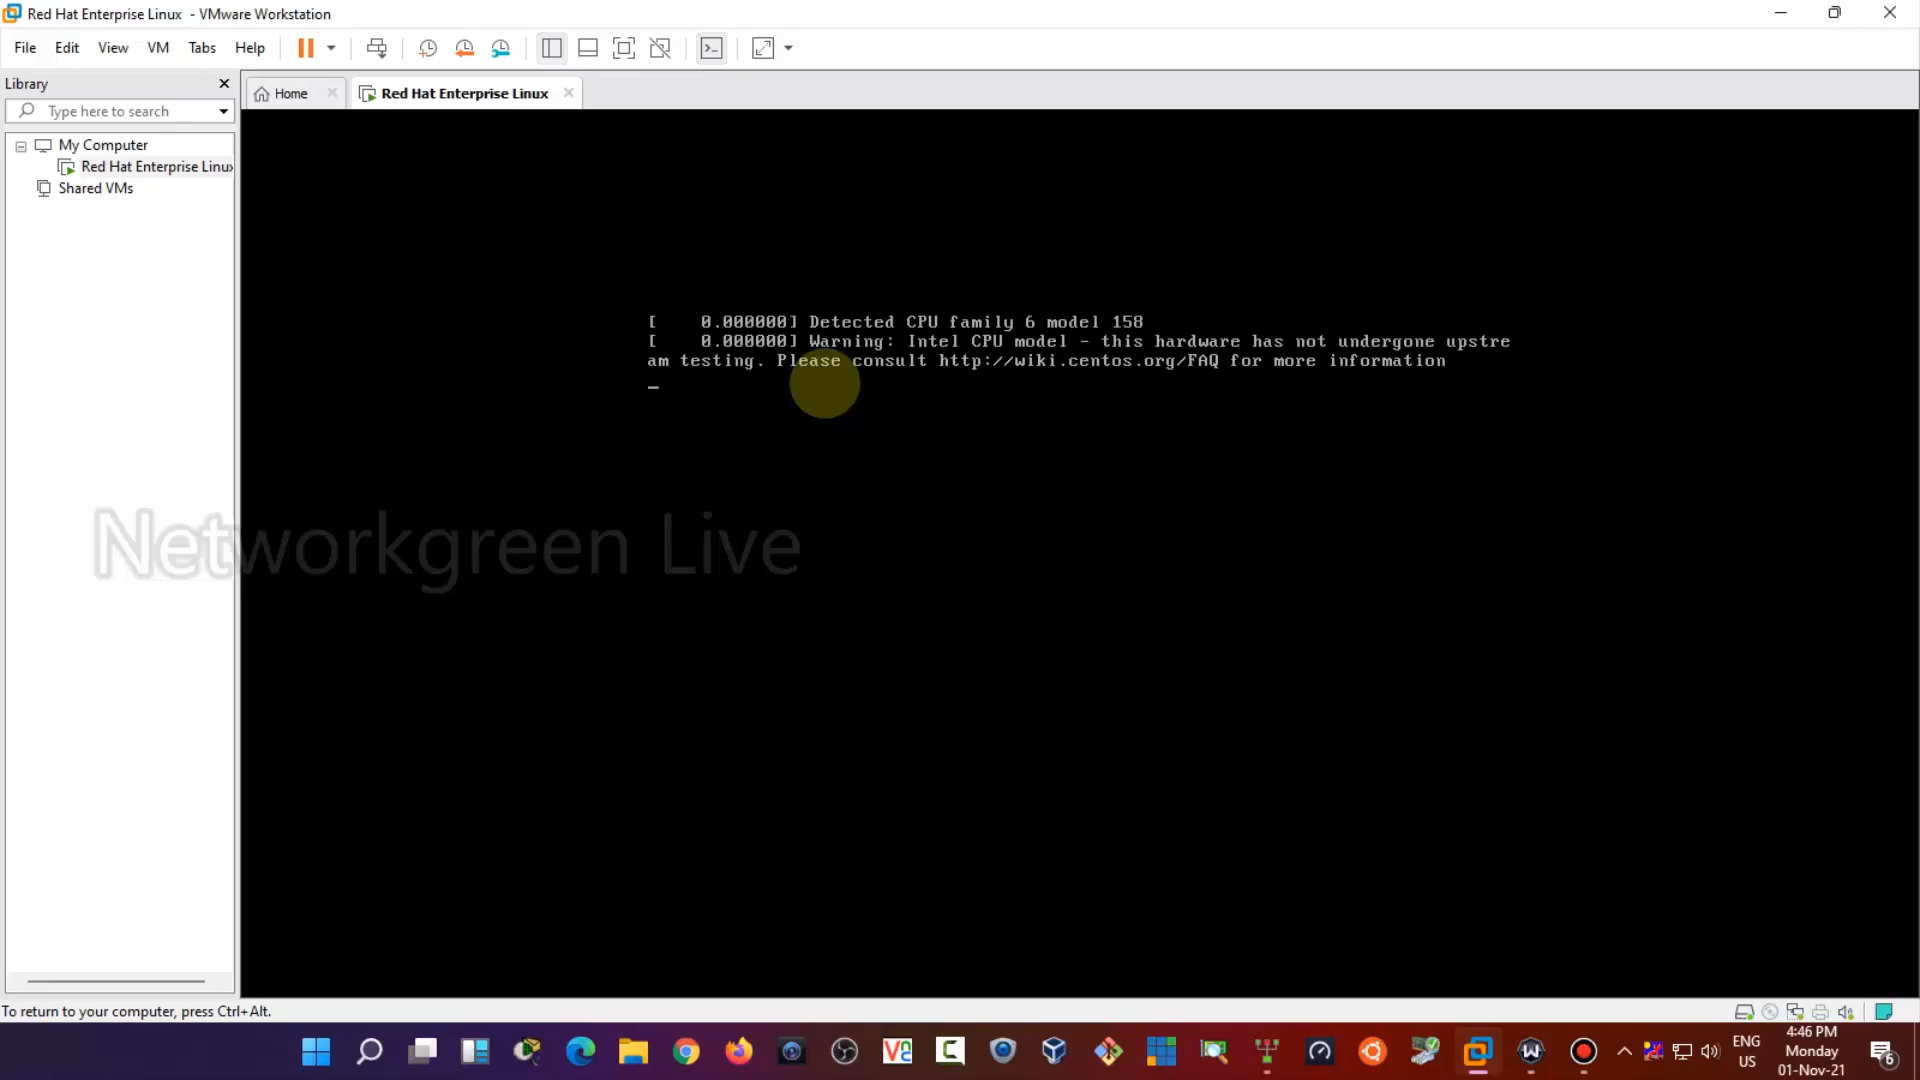 Red Hat Enterprise Linux - VMware Workstation
File Edit View VM Tabs Help
Library
Home
Red Hat Enterprise Linux
Type here to search
My Computer
Red Hat Enterprise Linux
Shared VMs
[    0.000000] Detected CPU family 6 model 158
[    0.000000] Warning: Intel CPU model - this hardware has not undergone upstre
am testing. Please consult http://wiki.centos.org/FAQ for more information
_
Networkgreen Live
To return to your computer, press Ctrl+Alt.
ENG
US
4:46 PM
Monday
01-Nov-21
6